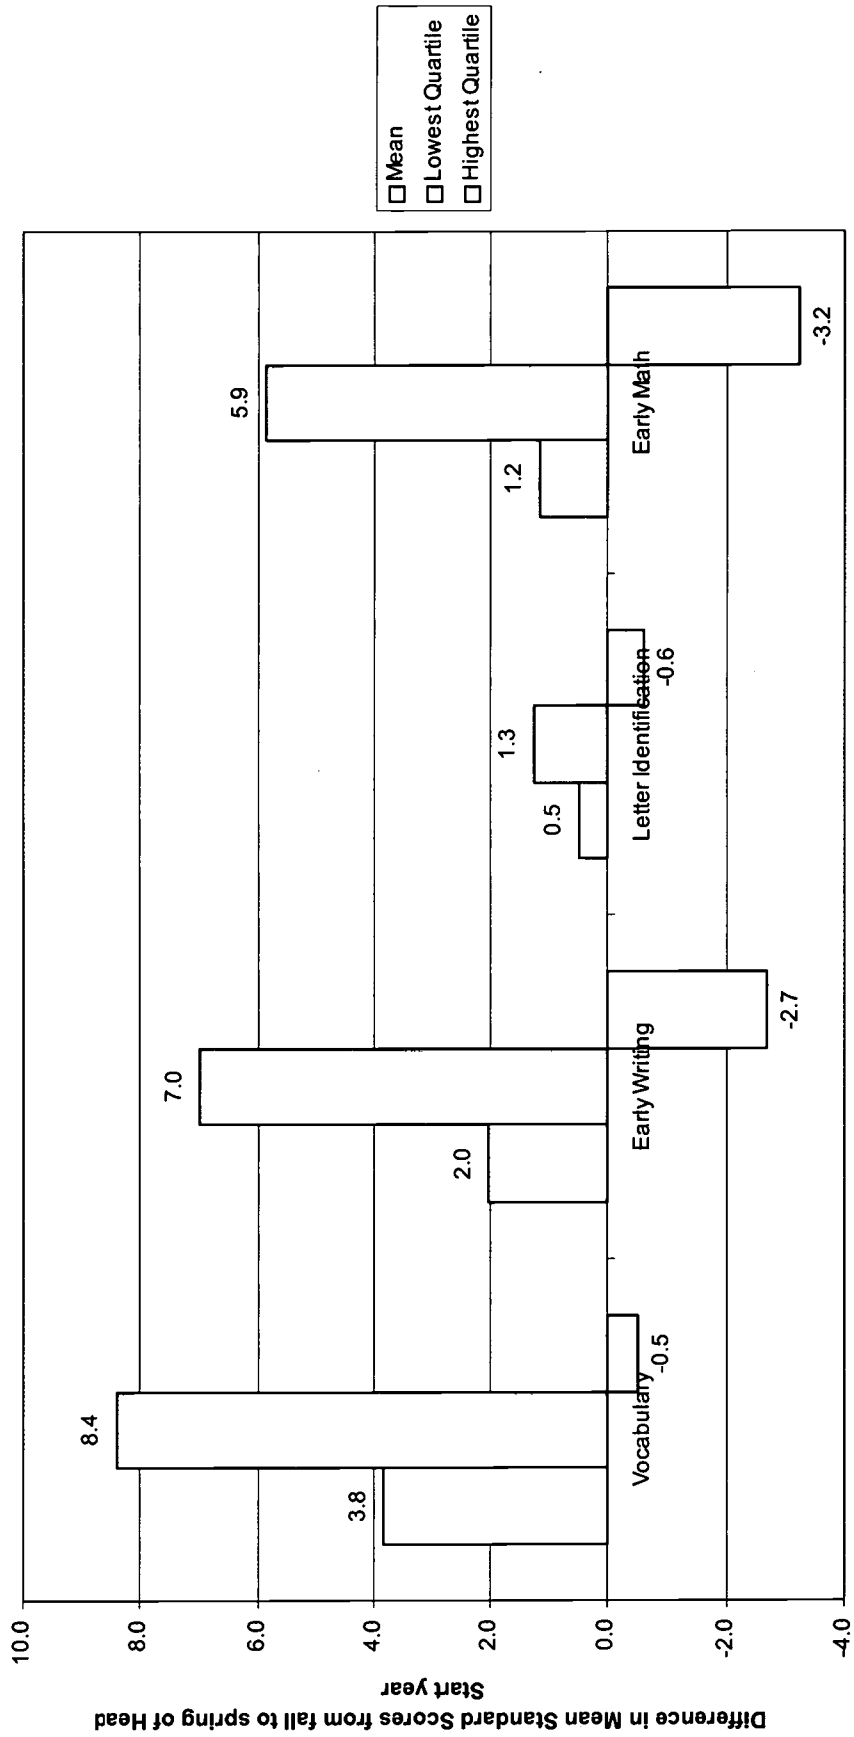 Difference in Mean Standard Scores from fall to spring of Head
Start year
10.0
8.0
6.0
4.0
2.0
0.0
-2.0
-4.0
3.8
8.4
-0.5
Vocabulary
2.0
7.0
-2.7
Early Writing
0.5
1.3
-0.6
Letter Identification
1.2
5.9
-3.2
Early Math
Mean
Lowest Quartile
Highest Quartile